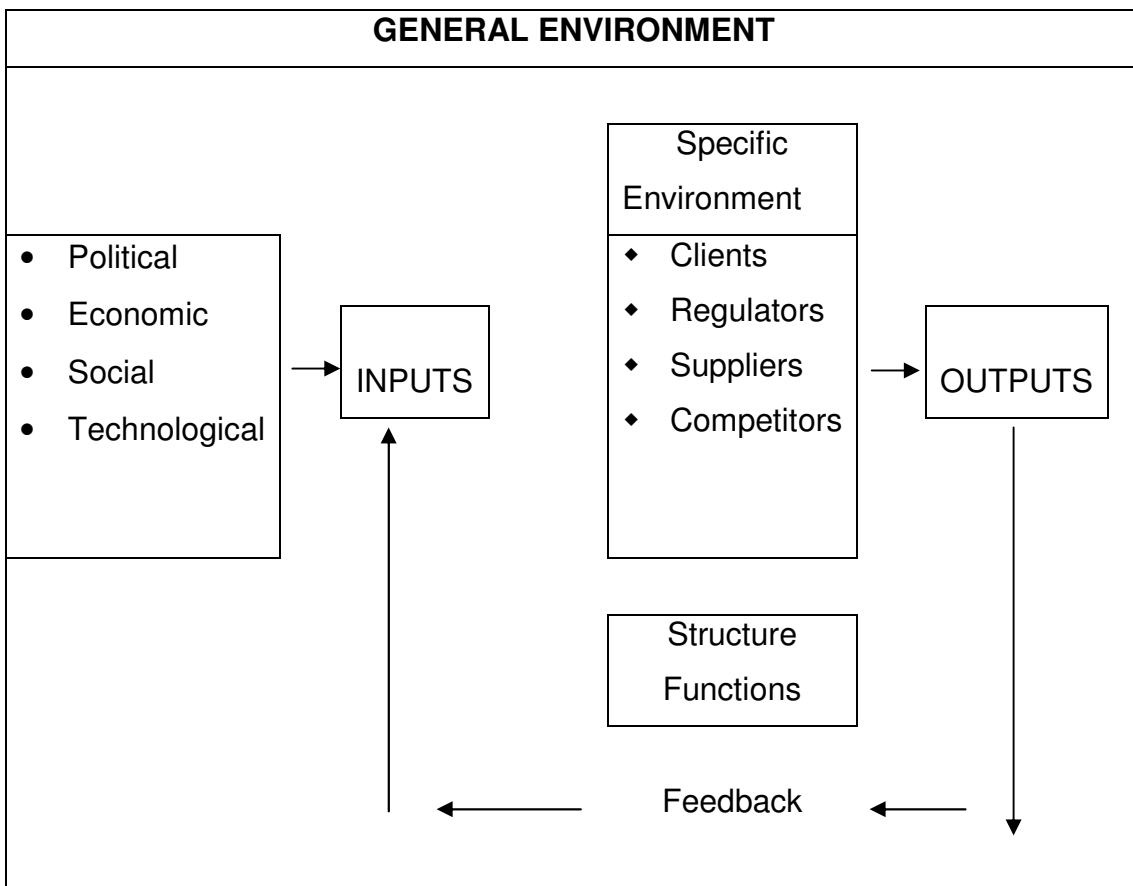 GENERAL ENVIRONMENT
Specific
Environment
• Political
• Economic
• Social
• Technological
INPUTS
◆ Clients
◆ Regulators
◆ Suppliers
◆ Competitors
OUTPUTS
Structure
Functions
Feedback